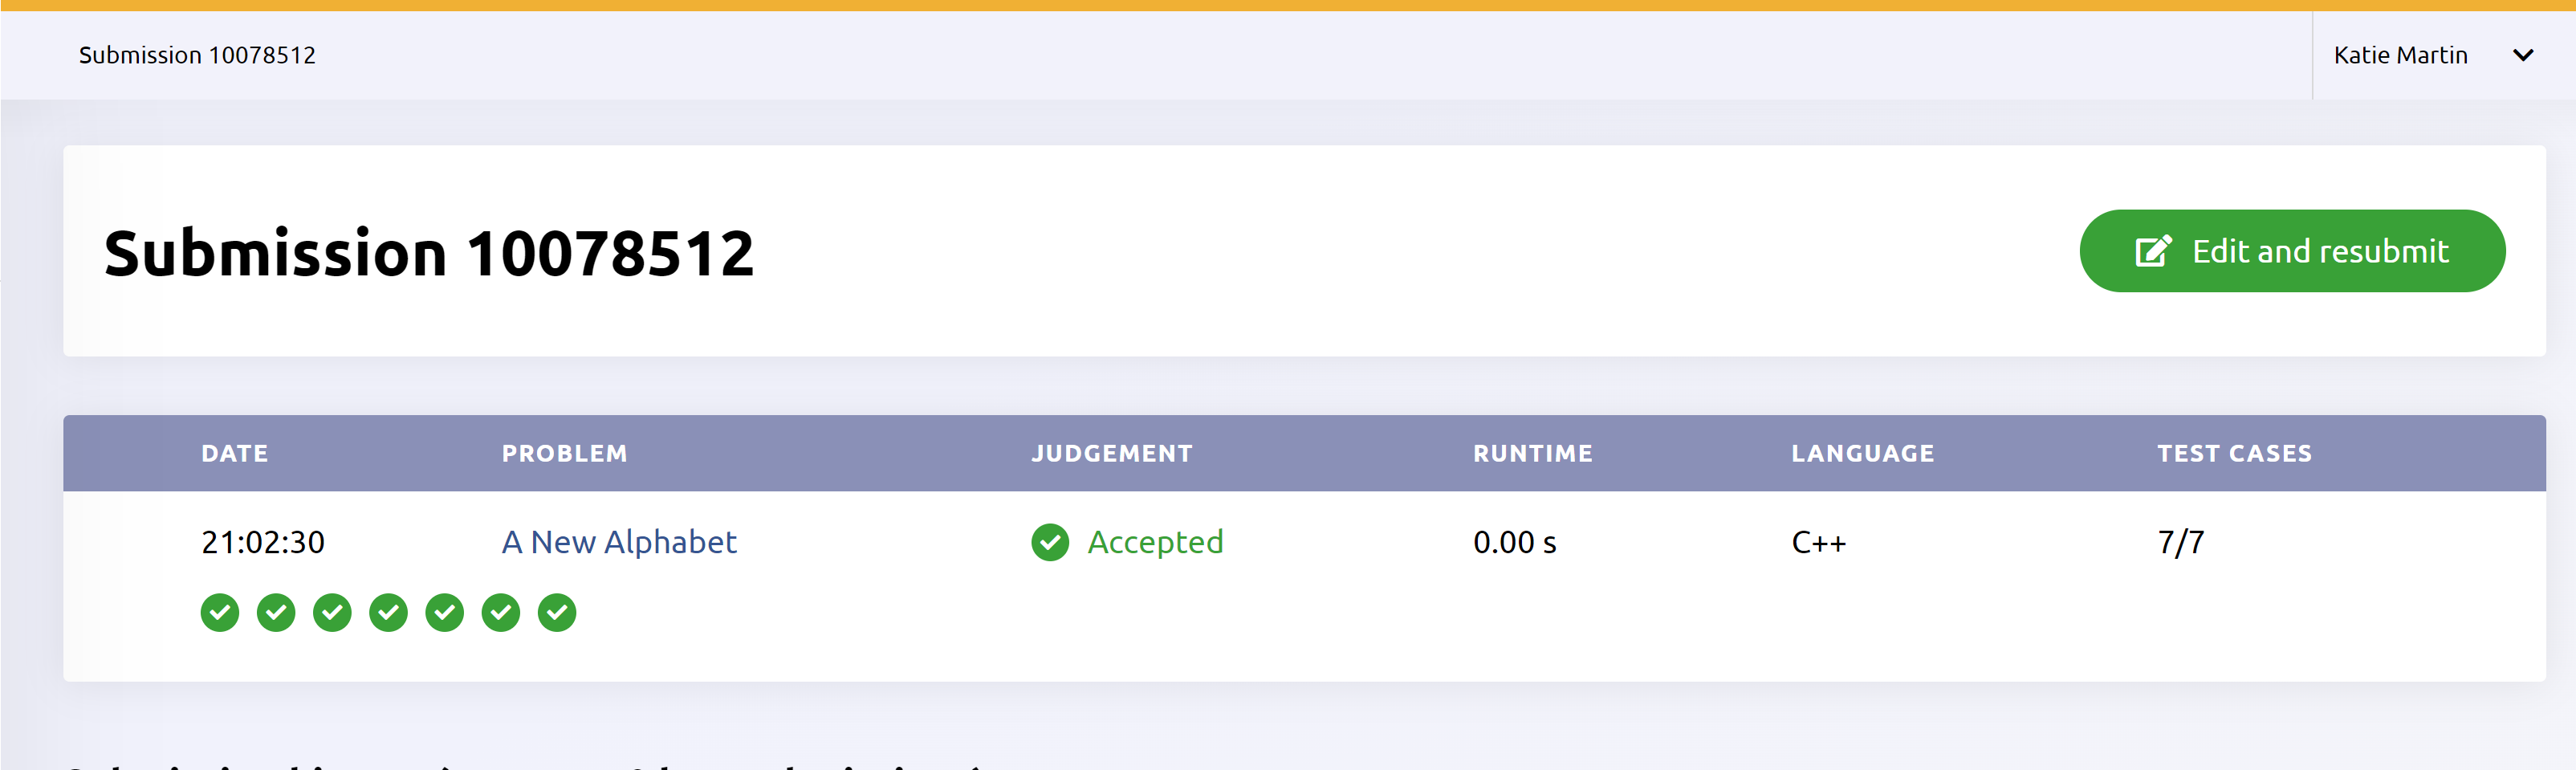 Submission 10078512
Katie Martin
Submission 10078512
Edit and resubmit
DATE PROBLEM JUDGEMENT RUNTIME LANGUAGE TEST CASES
21:02:30 A New Alphabet Accepted 0.00 s C++ 7/7